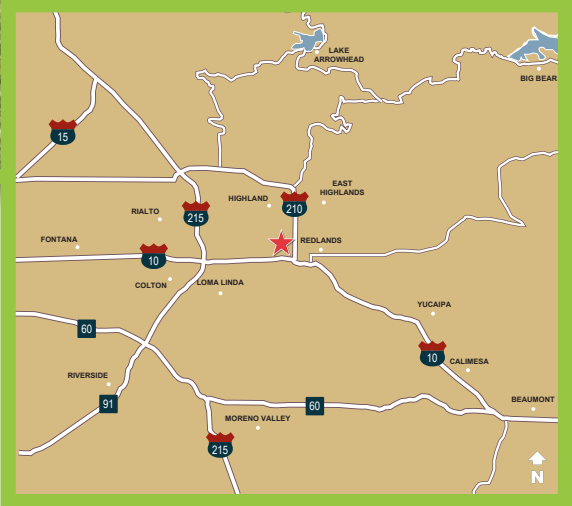 LAKE
ARROWHEAD
BIG BEAR
15
EAST
HIGHLANDS
HIGHLAND
210
RIALTO
215
FONTANA
REDLANDS
10
COLTON
LOMA LINDA
YUCAIPA
60
10
CALIMESA
RIVERSIDE
91
60
BEAUMONT
MORENO VALLEY
215
N